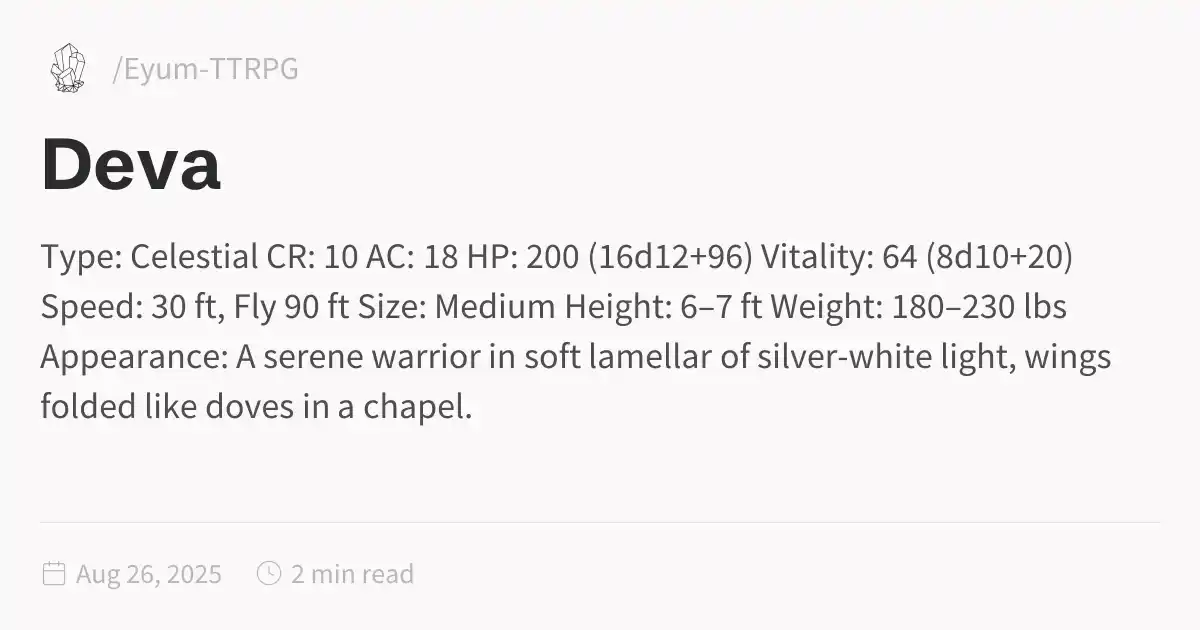 /Eyum-TTRPG
Deva
Type: Celestial CR: 10 AC: 18 HP: 200 (16d12+96) Vitality: 64 (8d10+20)
Speed: 30 ft, Fly 90 ft Size: Medium Height: 6–7 ft Weight: 180–230 lbs
Appearance: A serene warrior in soft lamellar of silver-white light, wings
folded like doves in a chapel.
Aug 26, 2025 2 min read